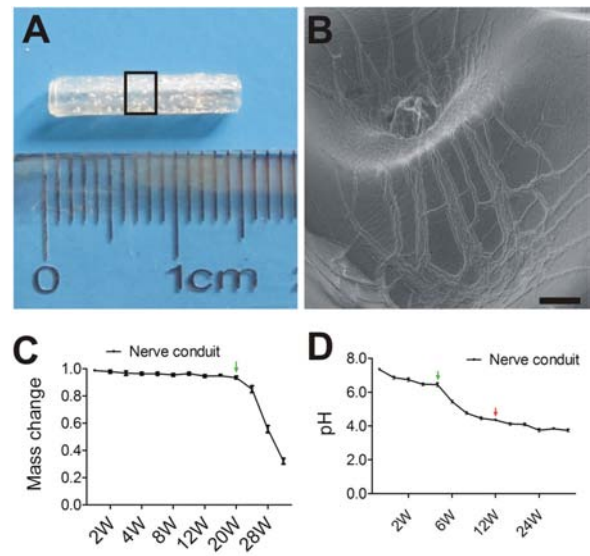 A
0 1cm
B
C
Nerve conduit
Mass change
1.0
0.8
0.6
0.4
0.2
0.0
2W 4W 8W 12W 20W 28W
D
Nerve conduit
pH
8.0
6.0
4.0
2.0
0.0
2W 6W 12W 24W